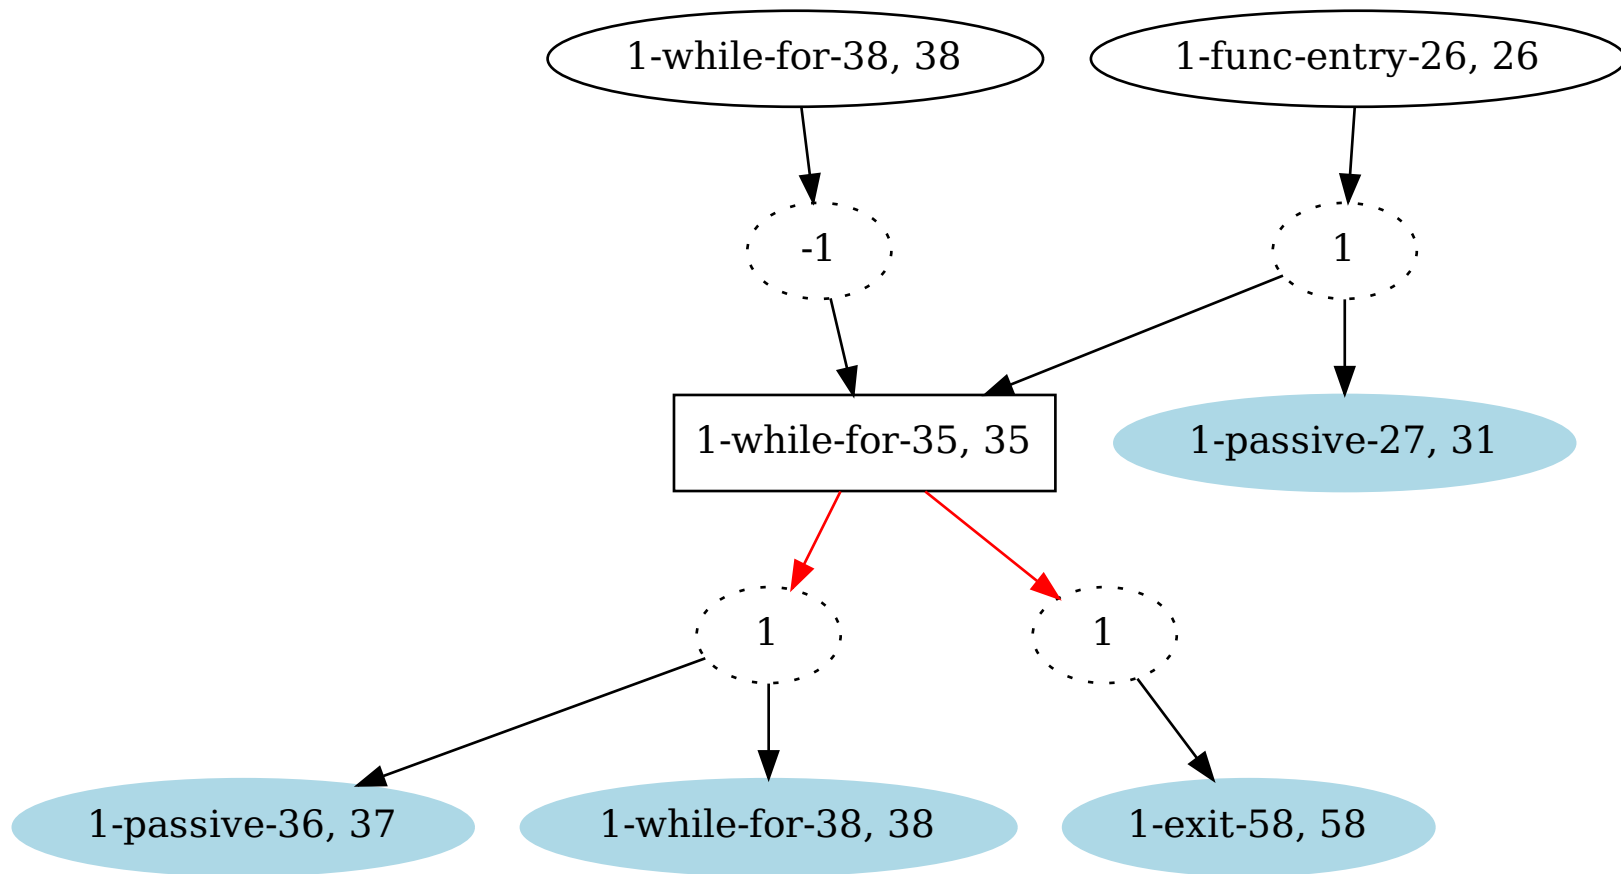 1-while-for-38, 38
1-func-entry-26, 26
-1
1
1-while-for-35, 35
1-passive-27, 31
1
1
1-passive-36, 37
1-while-for-38, 38
1-exit-58, 58